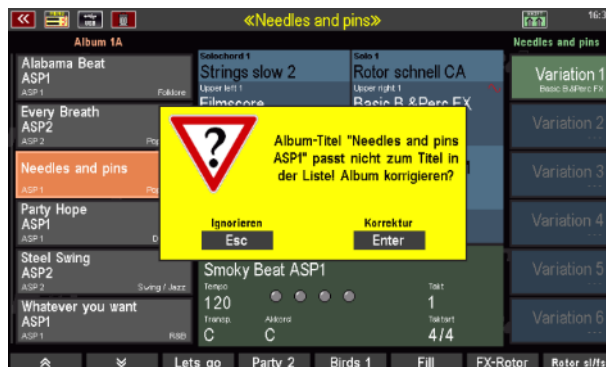 «Needles and pins»
16:3
Album 1A
Needles and pins
Alabama Beat
ASP1
ASP 1
Folklore
Every Breath
ASP2
ASP 2
Pop
Needles and pins
ASP 1
Pop
Party Hope
ASP1
ASP 1
D
Steel Swing
ASP2
ASP 2
Swing / Jazz
Whatever you want
ASP1
ASP 1
R&B
Solochord 1
Strings slow 2
Solo 1
Rotor schnell CA
Upper left 1
Filmscore
Upper right 1
Basic B.&Perc FX
Album-Titel "Needles and pins
ASP1" passt nicht zum Titel in
der Liste! Album korrigieren?
Ignorieren
Esc
Korrektur
Enter
Smoky Beat ASP1
Tempo
120
Takt
1
Transp.
C
Akkord
C
Taktart
4/4
Variation 1
Basic B.&Perc FX
Variation 2
Variation 3
Variation 4
Variation 5
Variation 6
Lets go
Party 2
Birds 1
Fill
FX-Rotor
Rotor sl/fs